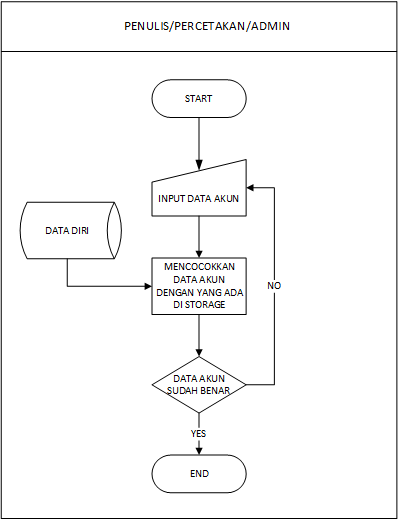 PENULIS/PERCETAKAN/ADMIN
START
INPUT DATA AKUN
DATA DIRI
MENCOCOKKAN
DATA AKUN
DENGAN YANG ADA
DI STORAGE
NO
DATA AKUN
SUDAH BENAR
YES
END